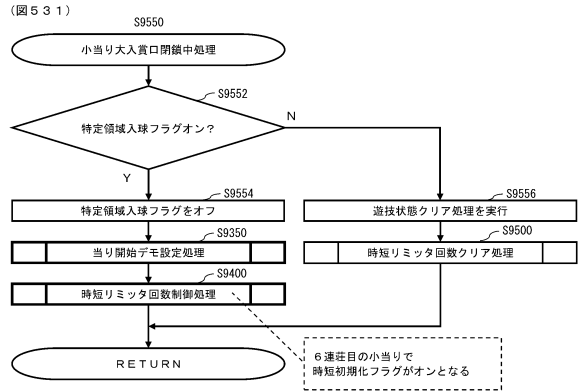 (図531)
S9550
小当り大入賞口閉鎖中処理
S9552
特定領域入球フラグオン?
N
Y
S9554
特定領域入球フラグをオフ
S9556
遊技状態クリア処理を実行
S9350
当り開始デモ設定処理
S9500
時短リミッタ回数クリア処理
S9400
時短リミッタ回数制御処理
6連荘目の小当りで
時短初期化フラグがオンとなる
RETURN